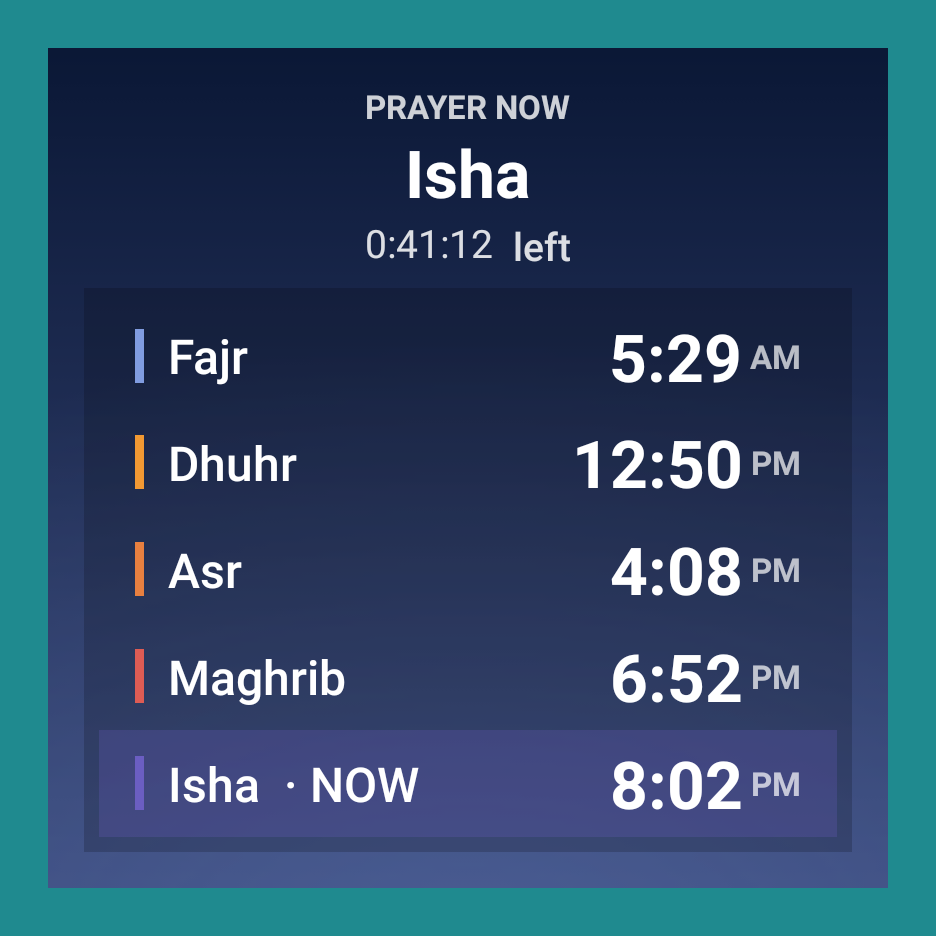 PRAYER NOW
Isha
0:41:12 left
Fajr 5:29 AM
Dhuhr 12:50 PM
Asr 4:08 PM
Maghrib 6:52 PM
Isha · NOW 8:02 PM